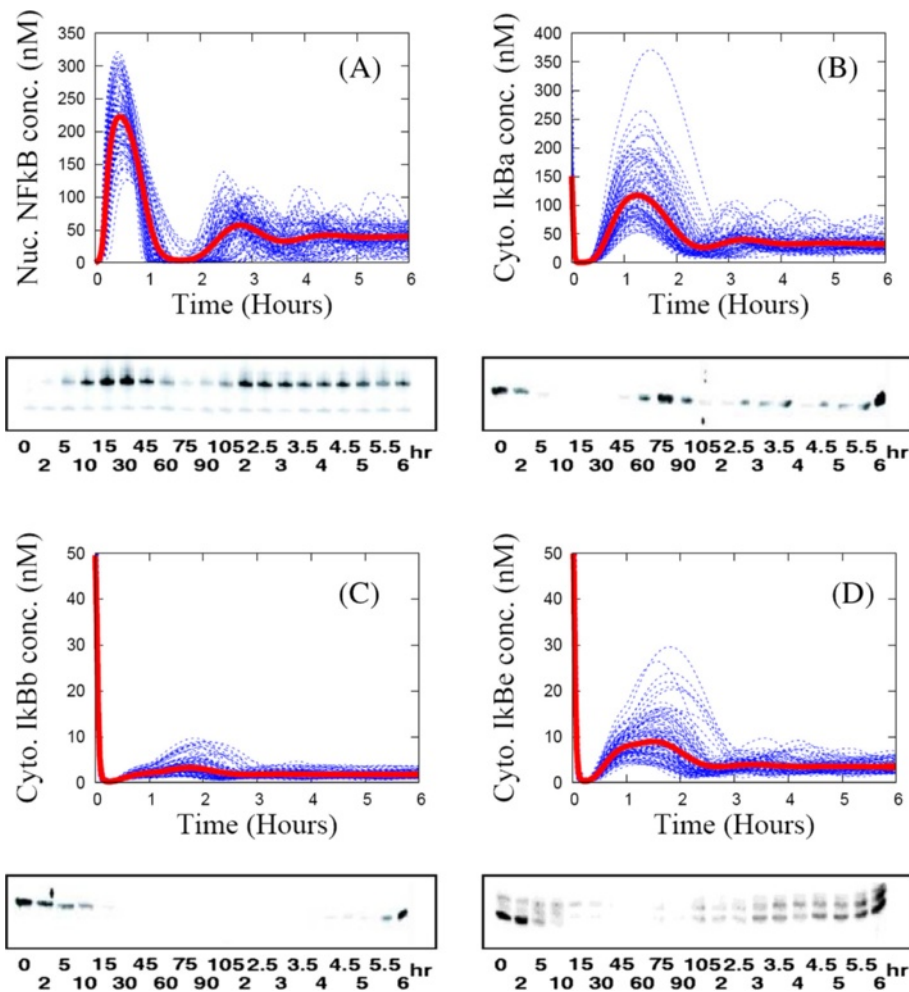 Nuc. NFkB conc. (nM)
350
300
250
200
150
100
50
0
(A)
0 1 2 3 4 5 6
Time (Hours)
Cyto. IkBa conc. (nM)
400
350
300
250
200
150
100
50
0
(B)
0 1 2 3 4 5 6
Time (Hours)
0 5 15 45 75 105 2.5 3.5 4.5 5.5 hr
2 10 30 60 90 2 3 4 5 6
0 5 15 45 75 105 2.5 3.5 4.5 5.5 hr
2 10 30 60 90 2 3 4 5 6
Cyto. IkBb conc. (nM)
50
40
30
20
10
0
(C)
0 1 2 3 4 5 6
Time (Hours)
Cyto. IkBe conc. (nM)
50
40
30
20
10
0
(D)
0 1 2 3 4 5 6
Time (Hours)
0 5 15 45 75 105 2.5 3.5 4.5 5.5 hr
2 10 30 60 90 2 3 4 5 6
0 5 15 45 75 105 2.5 3.5 4.5 5.5 hr
2 10 30 60 90 2 3 4 5 6